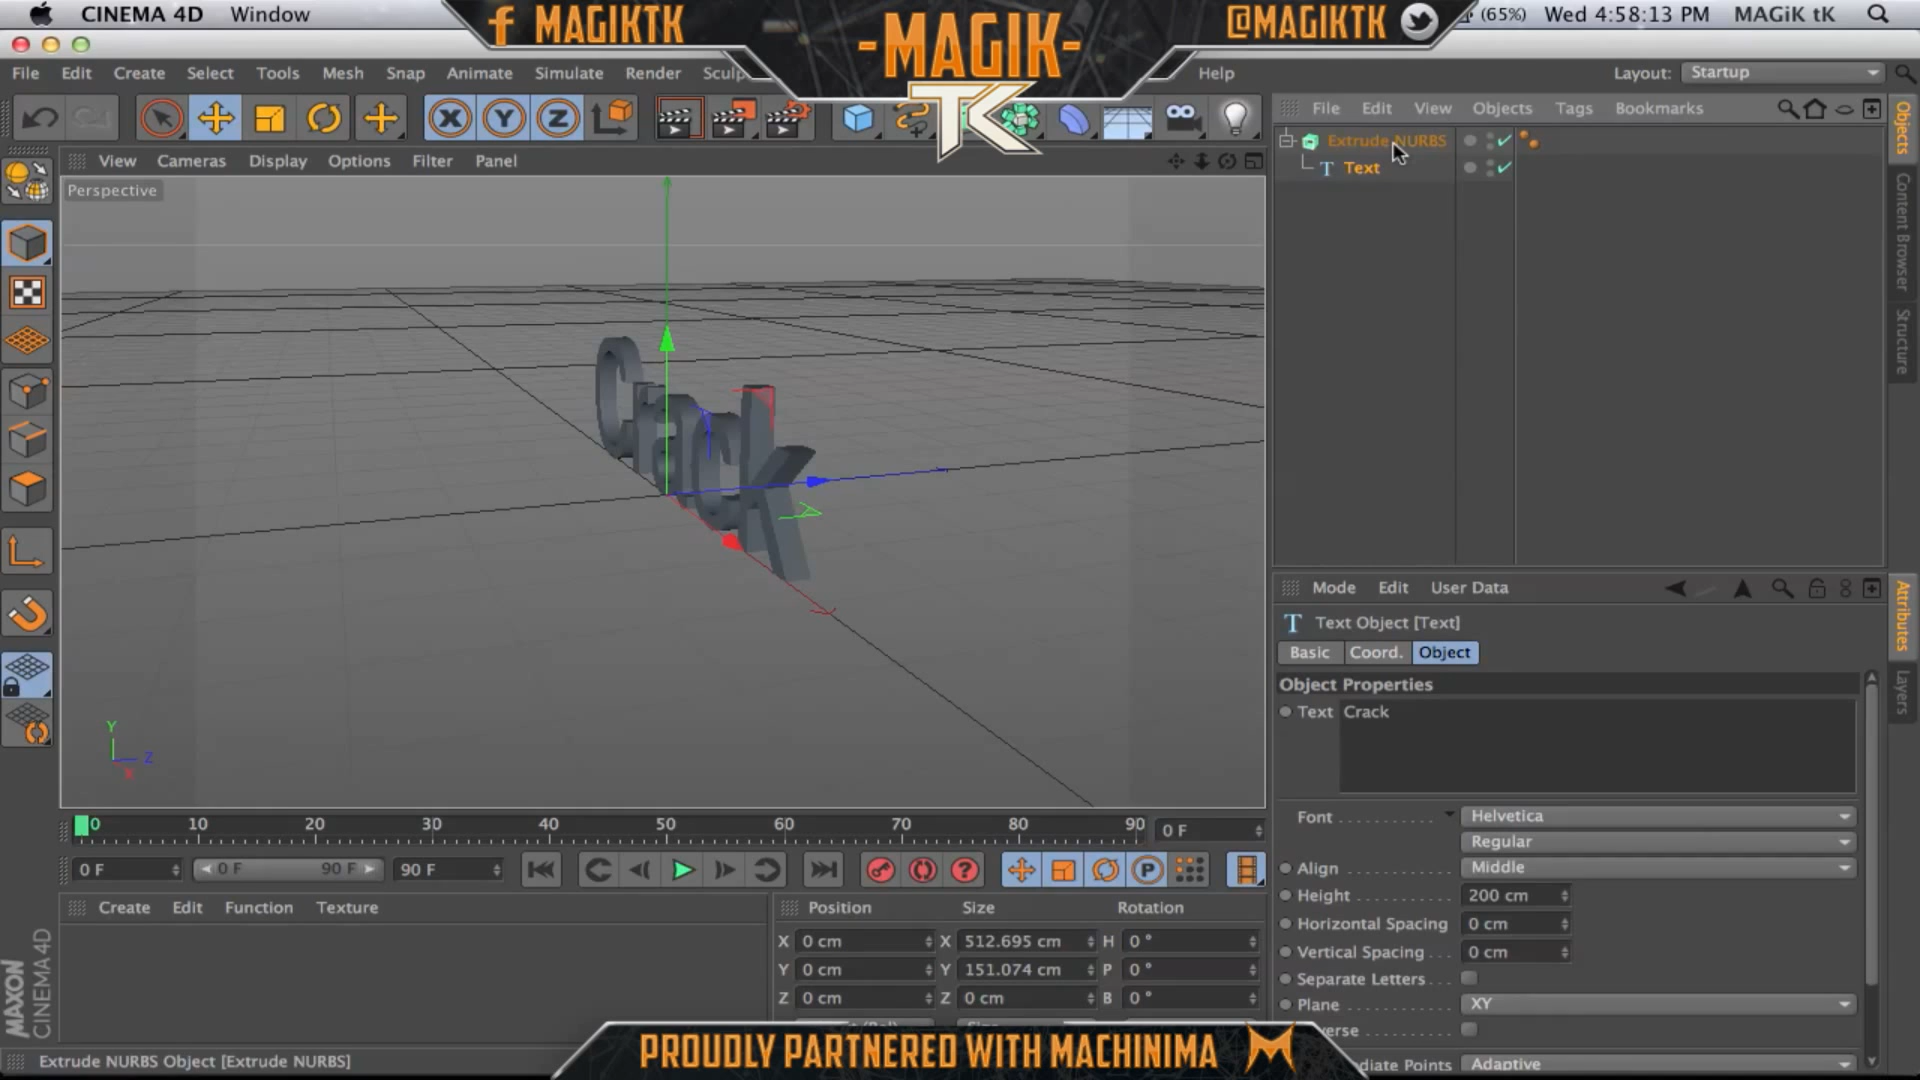 CINEMA 4D Window
MAGIKTK
-MAGIK-
TK
@MAGIKTK
(65%) Wed 4:58:13 PM MAGiK tK
File Edit Create Select Tools Mesh Snap Animate Simulate Render Sculp Help
Layout: Startup
X Y Z
File Edit View Objects Tags Bookmarks
View Cameras Display Options Filter Panel
Perspective
Extrude NURBS
T Text
Objects
Content Browser
Structure
Crack
Y
Z
X
Mode Edit User Data
T Text Object [Text]
Basic Coord. Object
Object Properties
Text Crack
Attributes
Layers
Font Helvetica
Regular
Align Middle
Height 200 cm
Horizontal Spacing 0 cm
Vertical Spacing 0 cm
Separate Letters
Plane XY
verse
diate Points Adaptive
0 10 20 30 40 50 60 70 80 90 0 F
0 F 0 F 90 F 90 F
P
Create Edit Function Texture
Position Size Rotation
X 0 cm X 512.695 cm H 0 °
Y 0 cm Y 151.074 cm P 0 °
Z 0 cm Z 0 cm B 0 °
MAXON
CINEMA 4D
PROUDLY PARTNERED WITH MACHINIMA
Extrude NURBS Object [Extrude NURBS]